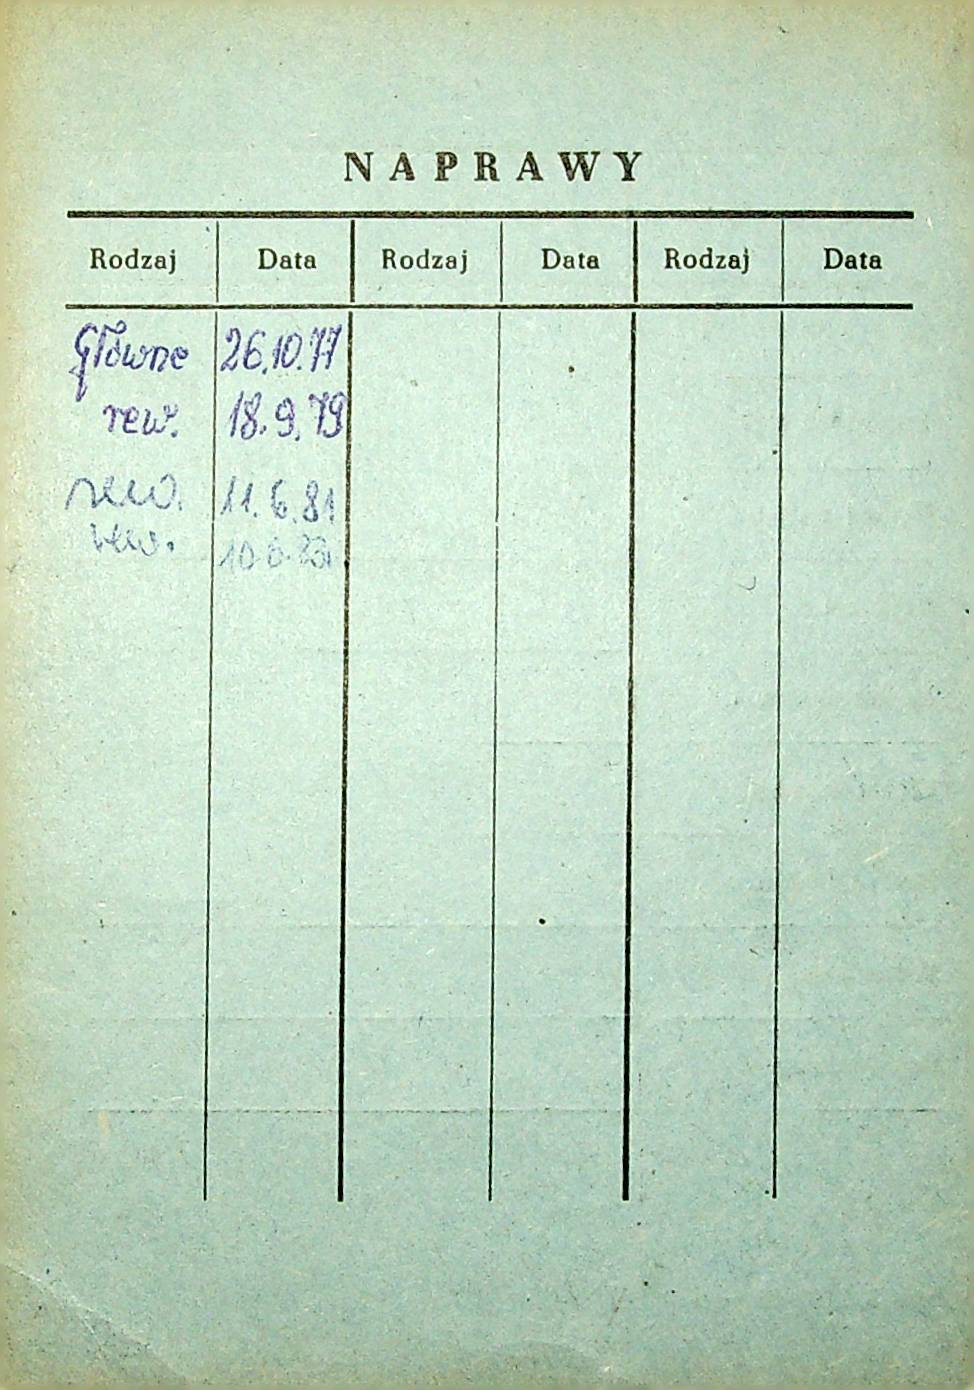 NAPRAWY
Rodzaj Data Rodzaj Data Rodzaj Data
Główne 26.10.77
rew. 18.9.79
rew. 11.6.81
rew. 10.6.83